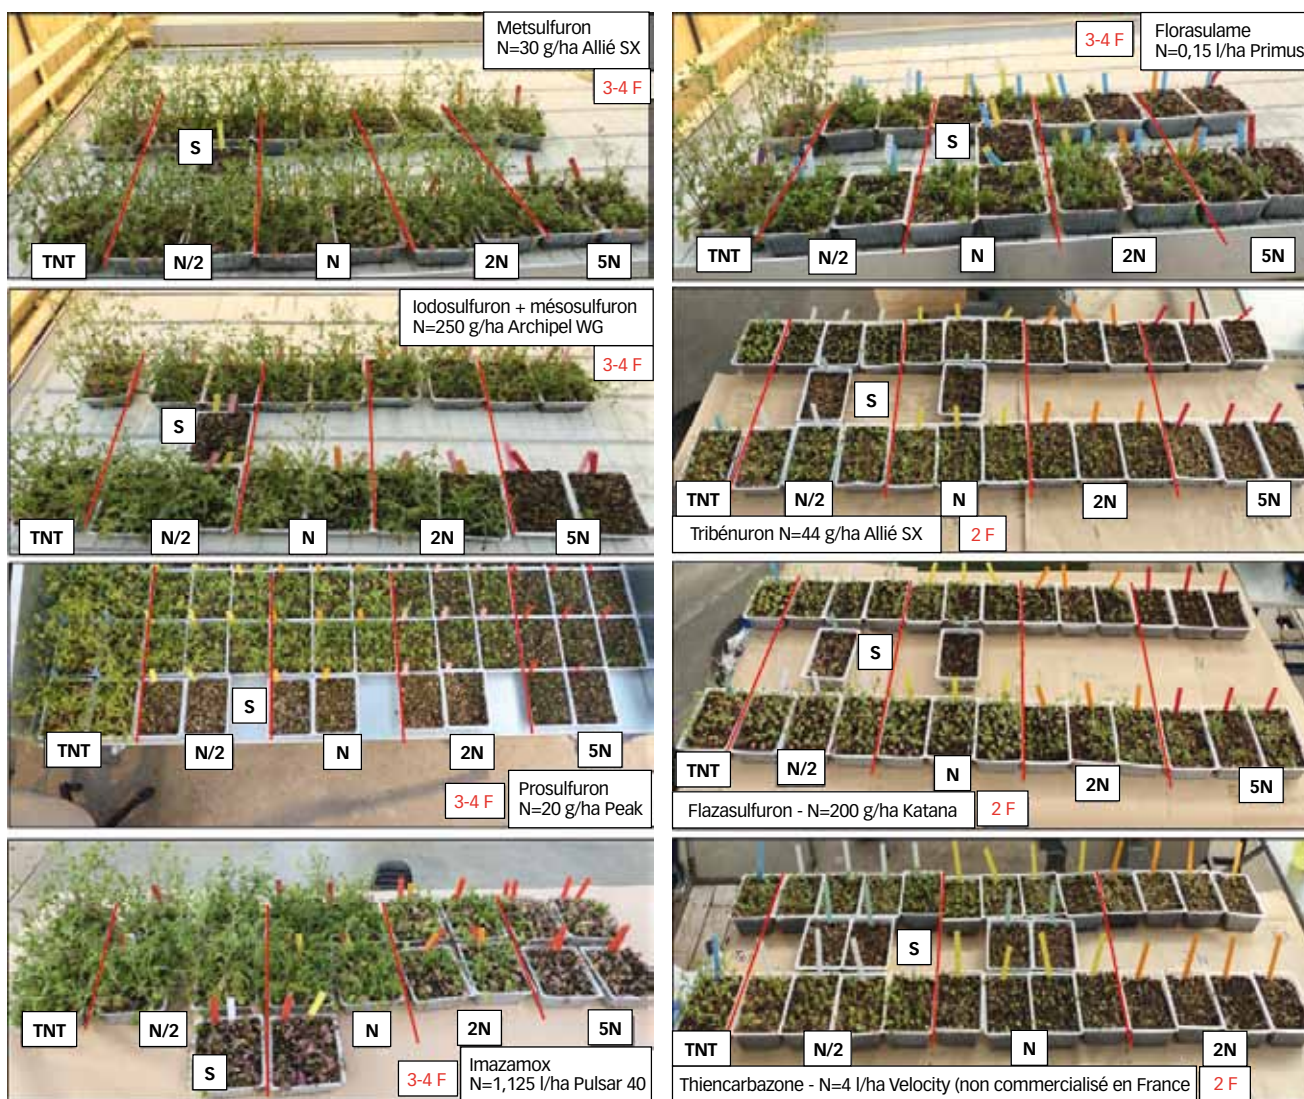 Metsulfuron
N=30 g/ha Allié SX
3-4 F
S
TNT
N/2
N
2N
5N
3-4 F
Florasulame
N=0,15 l/ha Primus
S
TNT
N/2
N
2N
5N
Iodosulfuron + mésosulfuron
N=250 g/ha Archipel WG
3-4 F
S
TNT
N/2
N
2N
5N
S
TNT
N/2
N
2N
5N
Tribénuron N=44 g/ha Allié SX
2 F
S
TNT
N/2
N
2N
5N
3-4 F
Prosulfuron
N=20 g/ha Peak
S
TNT
N/2
N
2N
5N
Flazasulfuron - N=200 g/ha Katana
2 F
TNT
N/2
N
2N
5N
S
3-4 F
Imazamox
N=1,125 l/ha Pulsar 40
S
TNT
N/2
N
2N
Thiencarbazone - N=4 l/ha Velocity (non commercialisé en France
2 F